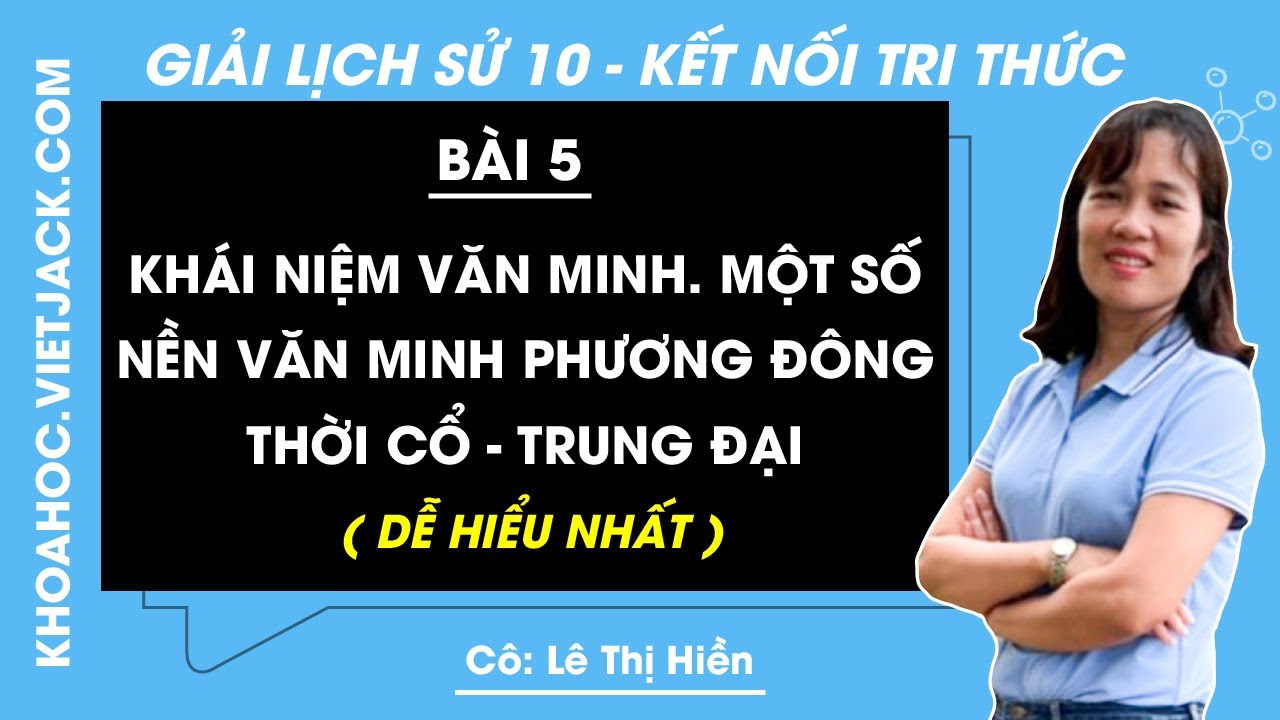 GIẢI LỊCH SỬ 10 - KẾT NỐI TRI THỨC
KHOAHOC.VIETJACK.COM
BÀI 5
KHÁI NIỆM VĂN MINH. MỘT SỐ
NỀN VĂN MINH PHƯƠNG ĐÔNG
THỜI CỔ - TRUNG ĐẠI
( DỄ HIỂU NHẤT )
Cô: Lê Thị Hiền